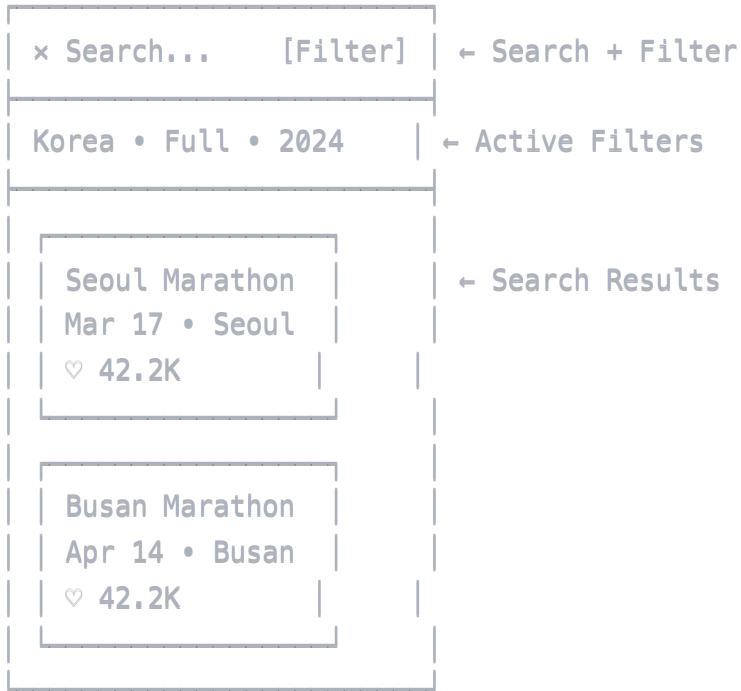 × Search... [Filter] ← Search + Filter
Korea • Full • 2024 ← Active Filters
Seoul Marathon ← Search Results
Mar 17 • Seoul
♡ 42.2K
Busan Marathon
Apr 14 • Busan
♡ 42.2K